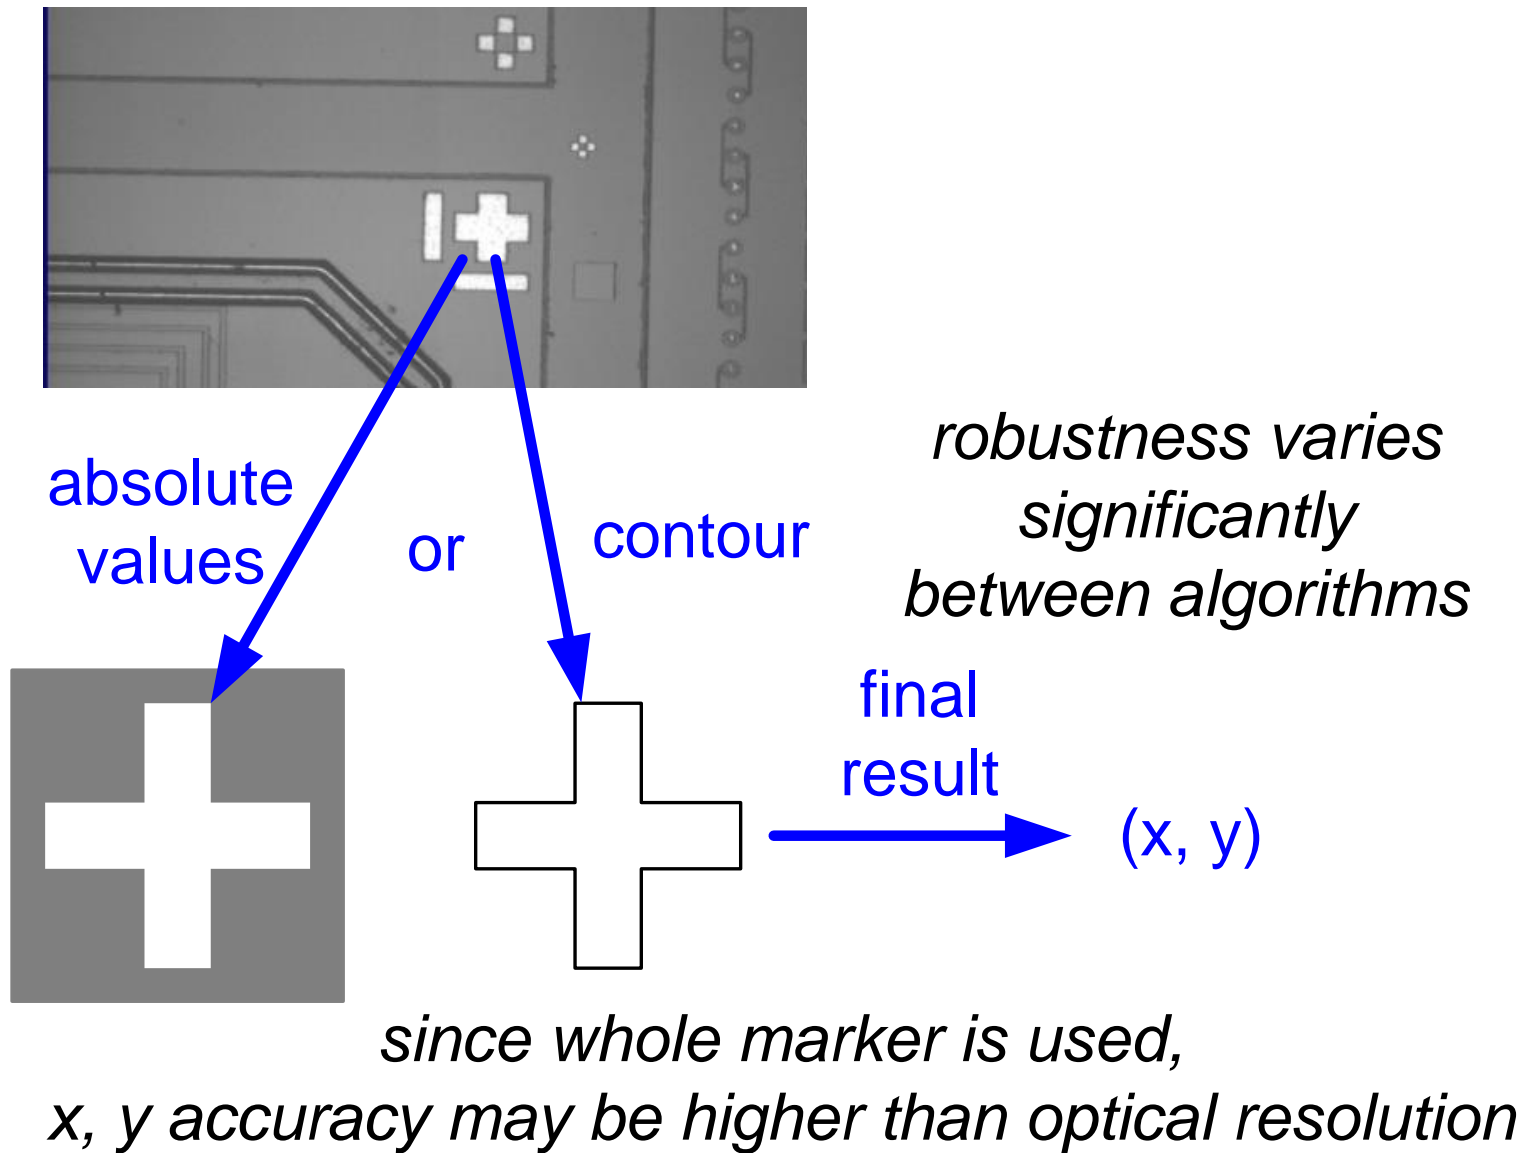 absolute
values
or
contour
robustness varies
significantly
between algorithms
final
result
(x, y)
since whole marker is used,
x, y accuracy may be higher than optical resolution